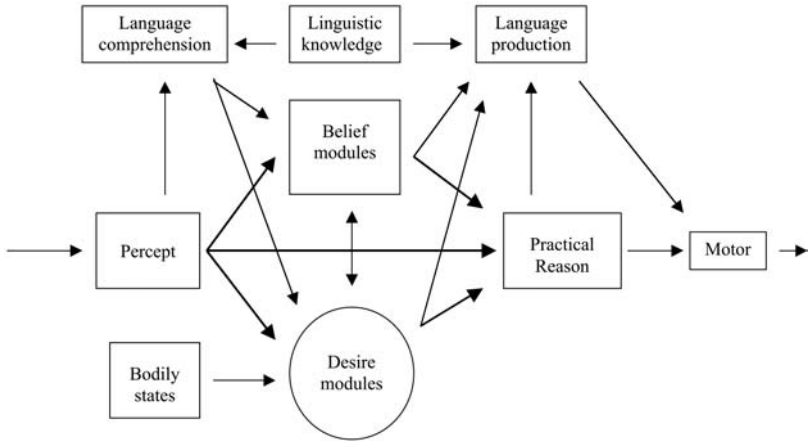 Language
comprehension
Linguistic
knowledge
Language
production
Belief
modules
Percept
Practical
Reason
Motor
Bodily
states
Desire
modules